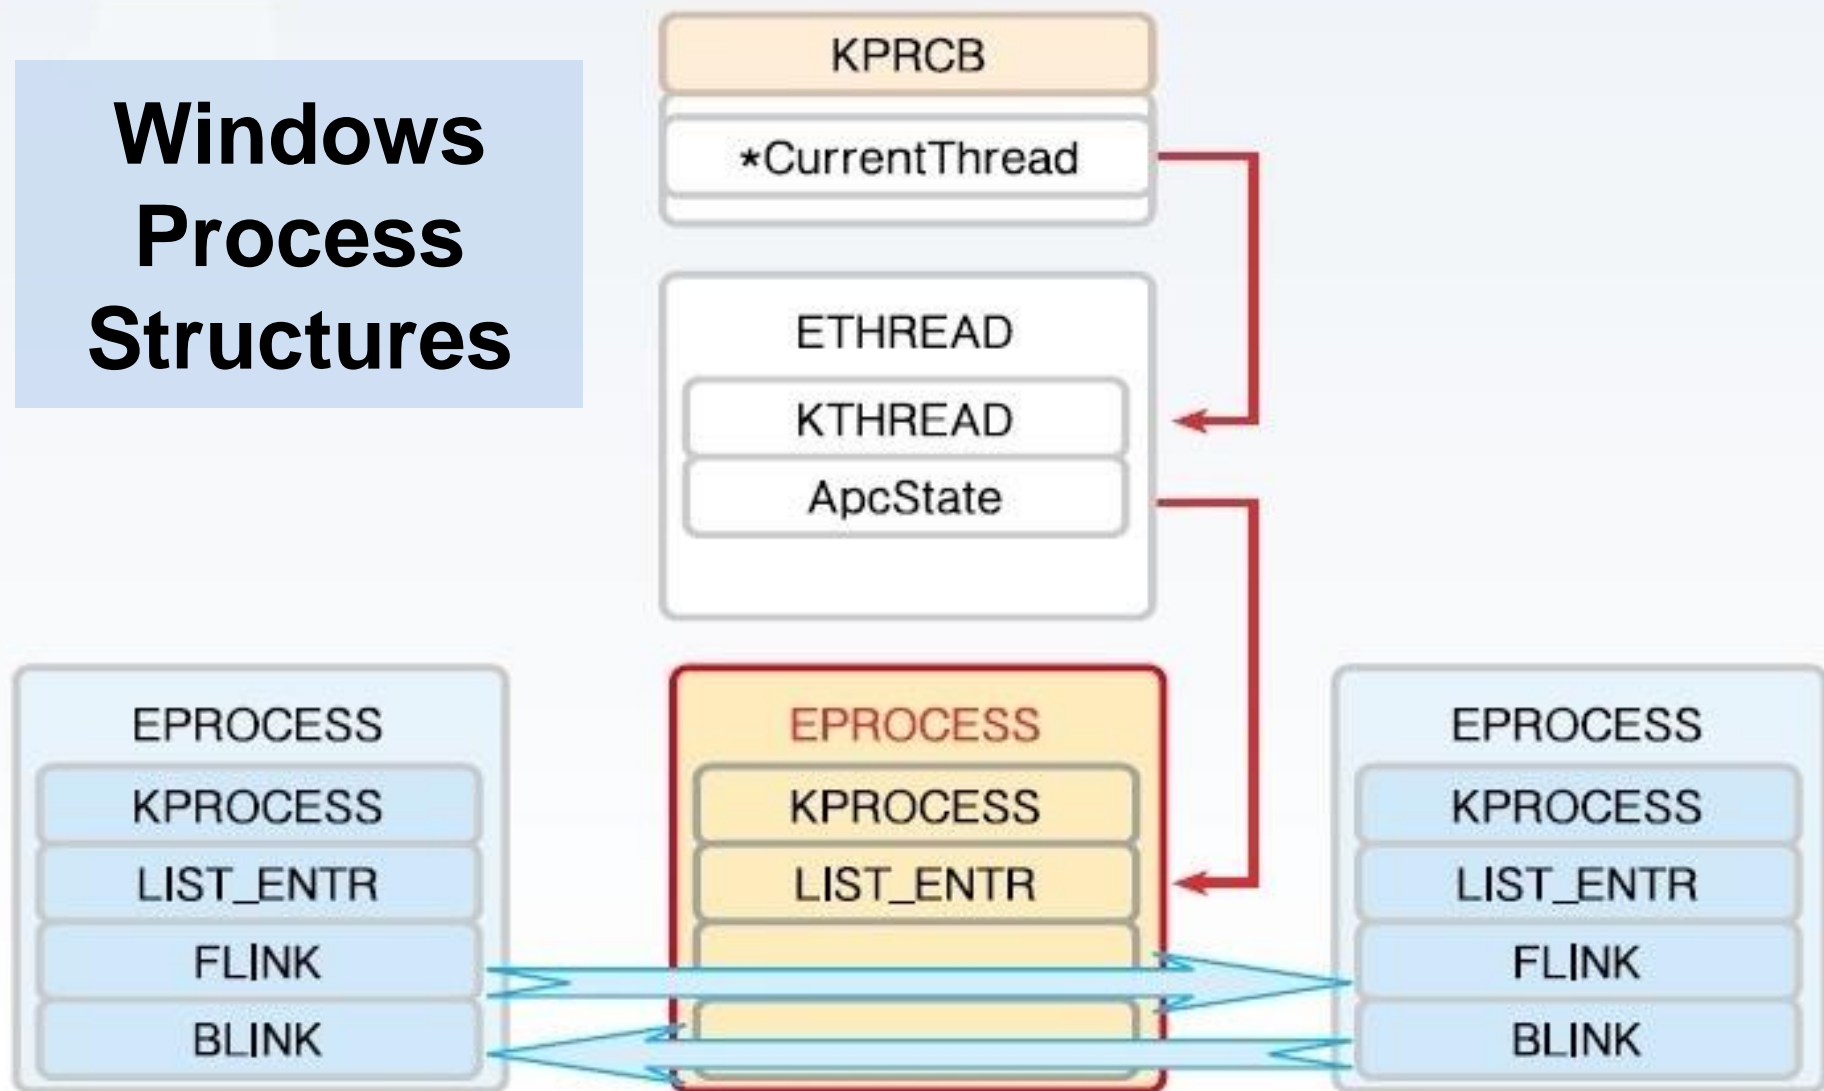 Windows
Process
Structures
KPRCB
*CurrentThread
ETHREAD
KTHREAD
ApcState
EPROCESS
KPROCESS
LIST_ENTR
FLINK
BLINK
EPROCESS
KPROCESS
LIST_ENTR
EPROCESS
KPROCESS
LIST_ENTR
FLINK
BLINK